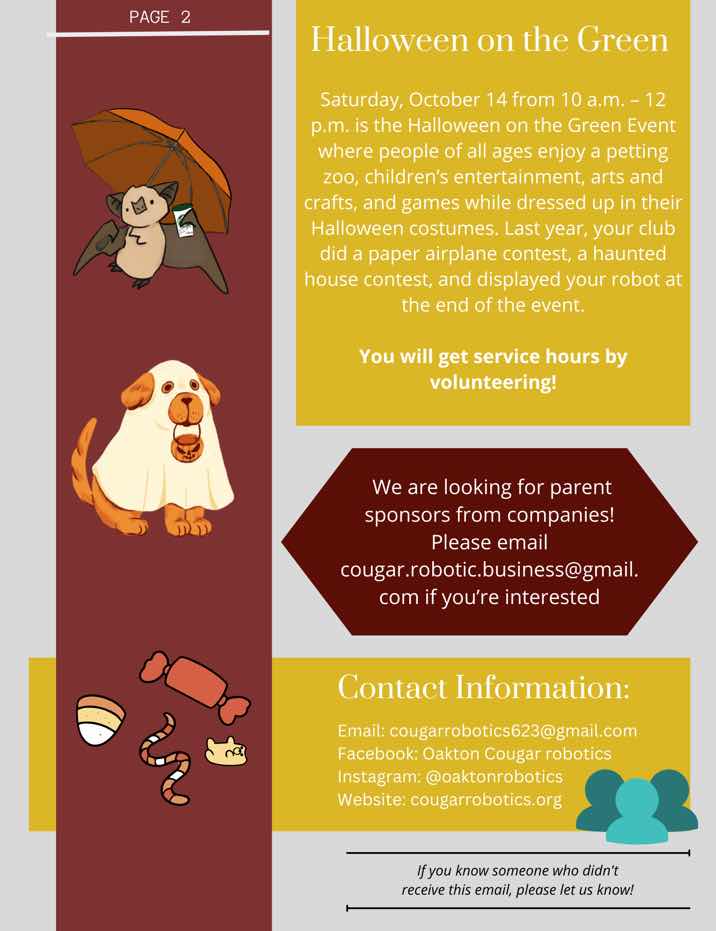 PAGE 2
Halloween on the Green
Saturday, October 14 from 10 a.m. – 12
p.m. is the Halloween on the Green Event
where people of all ages enjoy a petting
zoo, children’s entertainment, arts and
crafts, and games while dressed up in their
Halloween costumes. Last year, your club
did a paper airplane contest, a haunted
house contest, and displayed your robot at
the end of the event.
You will get service hours by
volunteering!
We are looking for parent
sponsors from companies!
Please email
cougar.robotic.business@gmail.
com if you’re interested
Contact Information:
Email: cougarrobotics623@gmail.com
Facebook: Oakton Cougar robotics
Instagram: @oaktonrobotics
Website: cougarrobotics.org
If you know someone who didn't
receive this email, please let us know!